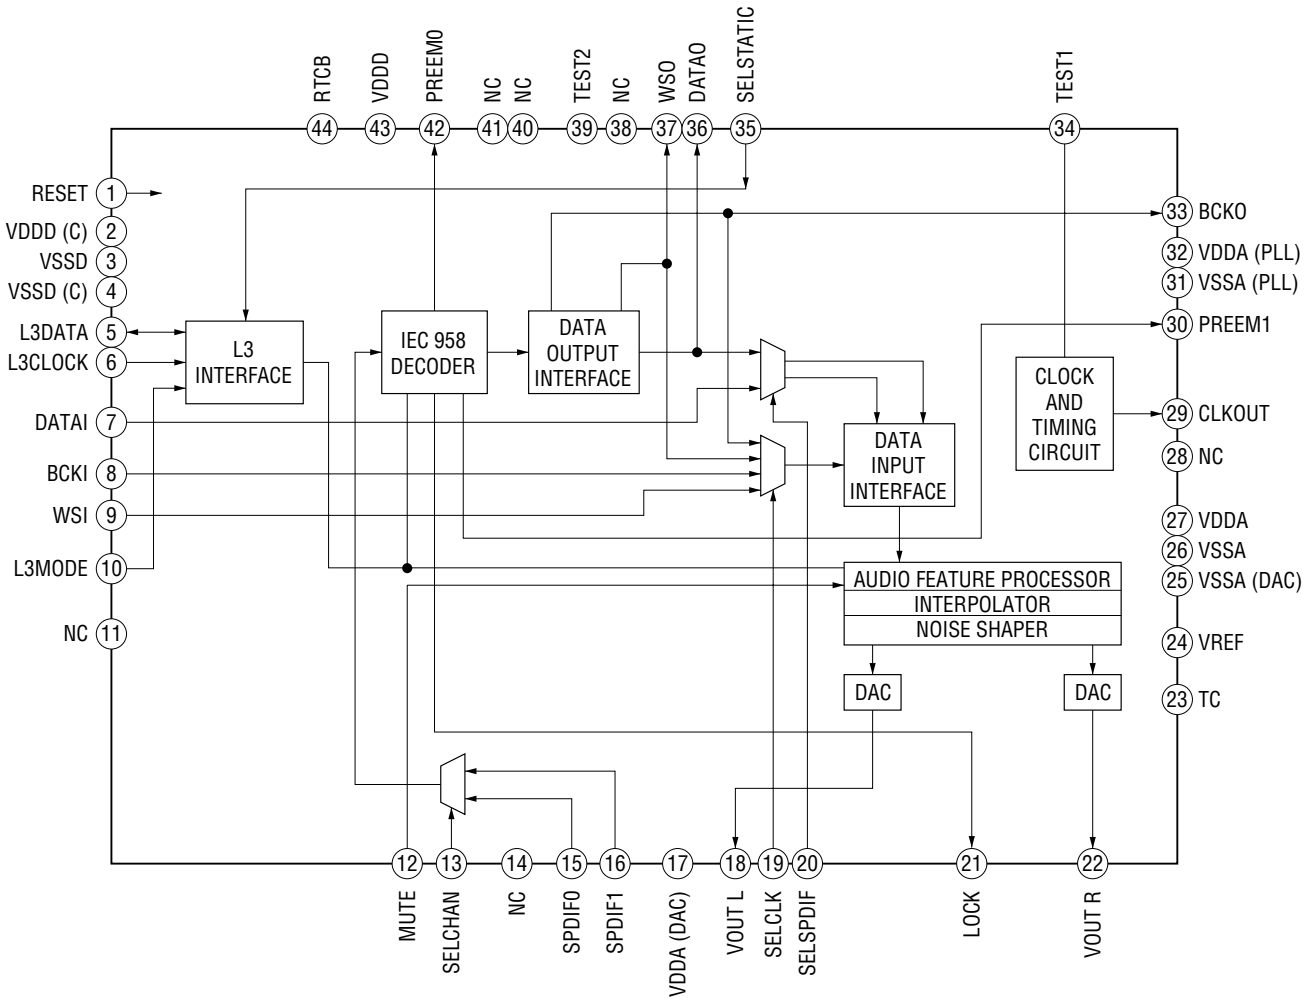 RTCB
VDDD
PREEM0
NC
NC
TEST2
NC
WSO
DATAO
SELSTATIC
TEST1
44
43
42
41
40
39
38
37
36
35
34
RESET 1
VDDD (C) 2
VSSD 3
VSSD (C) 4
L3DATA 5
L3CLOCK 6
DATAI 7
BCKI 8
WSI 9
L3MODE 10
NC 11
L3
INTERFACE
IEC 958
DECODER
DATA
OUTPUT
INTERFACE
DATA
INPUT
INTERFACE
CLOCK
AND
TIMING
CIRCUIT
AUDIO FEATURE PROCESSOR
INTERPOLATOR
NOISE SHAPER
DAC
DAC
33 BCKO
32 VDDA (PLL)
31 VSSA (PLL)
30 PREEM1
29 CLKOUT
28 NC
27 VDDA
26 VSSA
25 VSSA (DAC)
24 VREF
23 TC
12
13
14
15
16
17
18
19
20
21
22
MUTE
SELCHAN
NC
SPDIF0
SPDIF1
VDDA (DAC)
VOUT L
SELCLK
SELSPDIF
LOCK
VOUT R